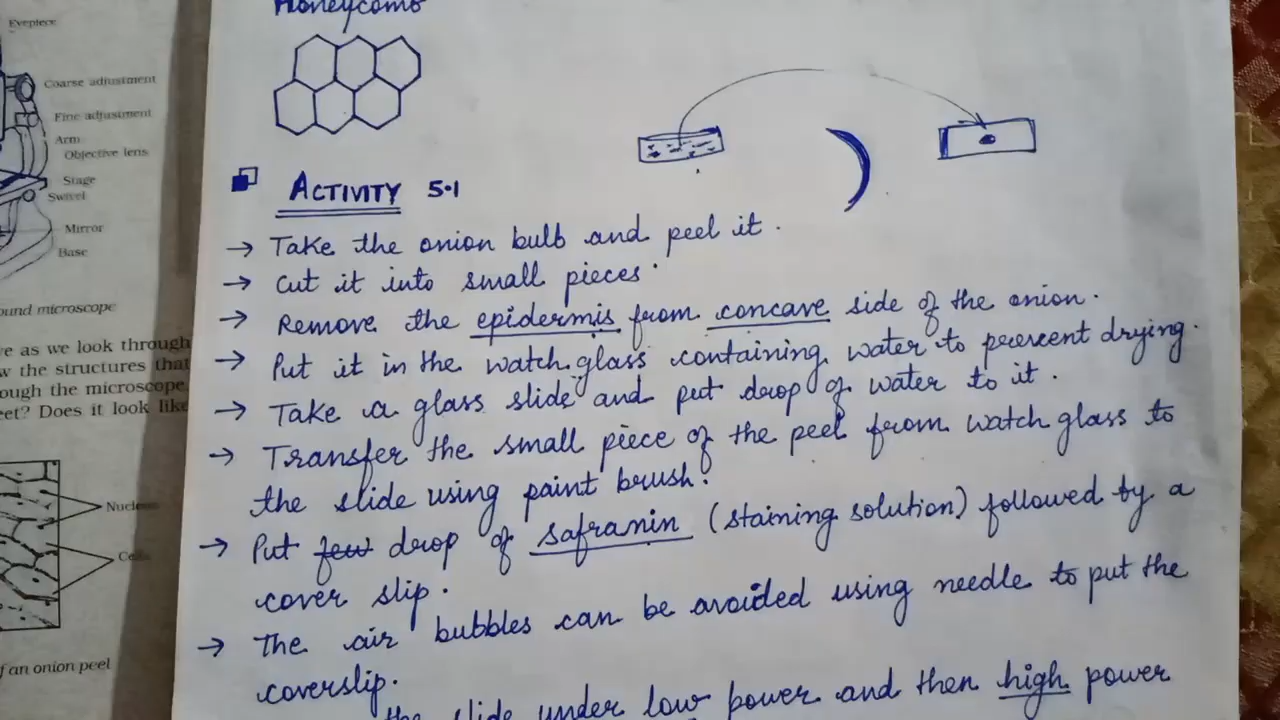 Eyepiece
Coarse adjustment
Fine adjustment
Arm
Objective lens
Stage
Swivel
Mirror
Base
ound microscope
ve as we look through
w the structures that
ough the microscope
eet? Does it look like
Nucleus
Cells
f an onion peel
Honeycomb
ACTIVITY 5.1
→ Take the onion bulb and peel it.
→ Cut it into small pieces.
→ Remove the epidermis from concave side of the onion.
→ Put it in the watch glass containing water to prevent drying.
→ Take a glass slide and put drop of water to it.
→ Transfer the small piece of the peel from watch glass to
the slide using paint brush.
→ Put few drop of safranin (staining solution) followed by a
cover slip.
→ The air bubbles can be avoided using needle to put the
coverslip.
the slide under low power and then high power